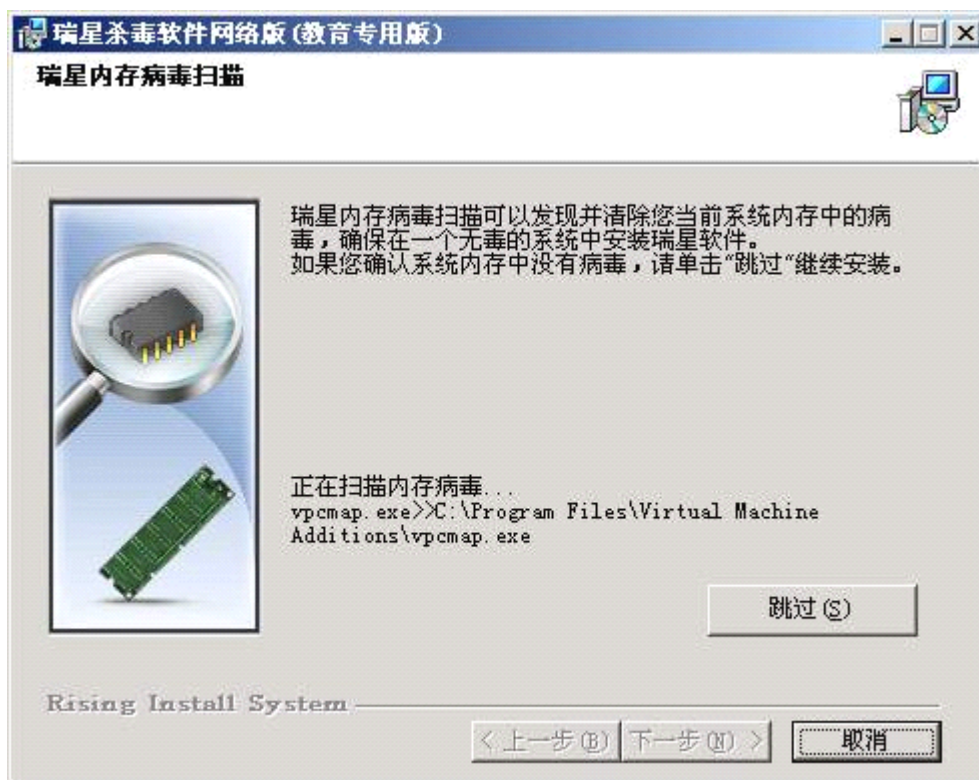 瑞星杀毒软件网络版(教育专用版)
瑞星内存病毒扫描
瑞星内存病毒扫描可以发现并清除您当前系统内存中的病
毒，确保在一个无毒的系统中安装瑞星软件。
如果您确认系统内存中没有病毒，请单击“跳过”继续安装。
正在扫描内存病毒...
vpcmap.exe>>C:\Program Files\Virtual Machine
Additions\vpcmap.exe
跳过(S)
Rising Install System
< 上一步(B) 下一步(N) > 取消